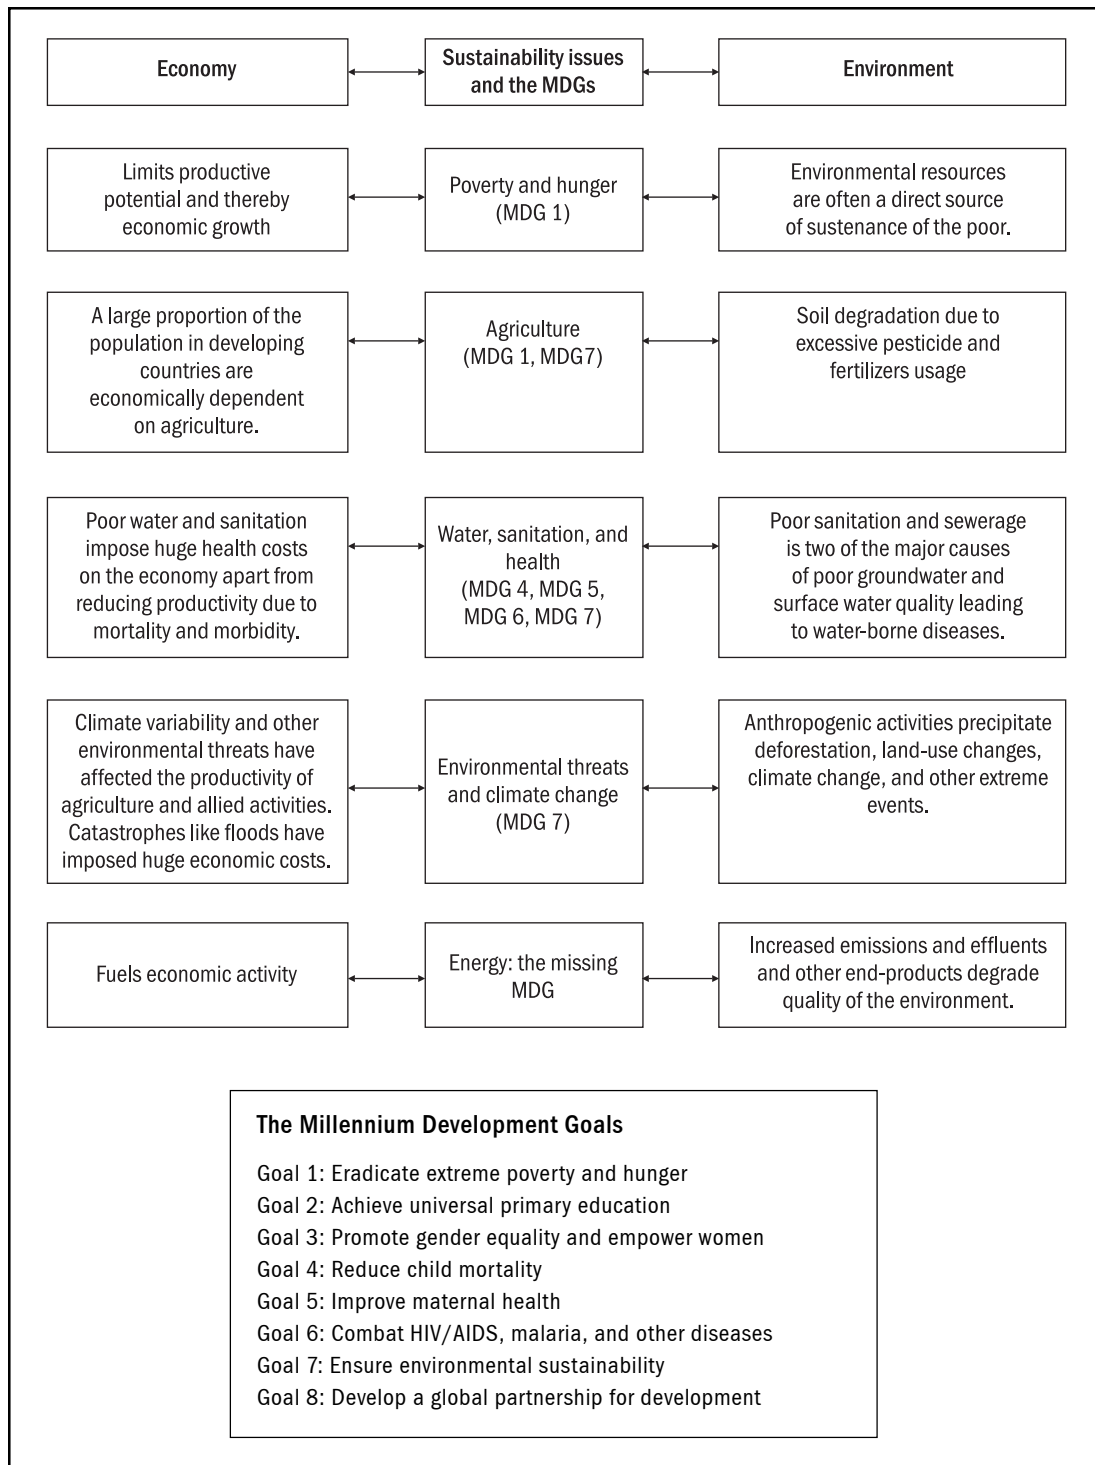 Economy
Sustainability issues
and the MDGs
Environment
Limits productive
potential and thereby
economic growth
Poverty and hunger
(MDG 1)
Environmental resources
are often a direct source
of sustenance of the poor.
A large proportion of the
population in developing
countries are
economically dependent
on agriculture.
Agriculture
(MDG 1, MDG7)
Soil degradation due to
excessive pesticide and
fertilizers usage
Poor water and sanitation
impose huge health costs
on the economy apart from
reducing productivity due to
mortality and morbidity.
Water, sanitation, and
health
(MDG 4, MDG 5,
MDG 6, MDG 7)
Poor sanitation and sewerage
is two of the major causes
of poor groundwater and
surface water quality leading
to water-borne diseases.
Climate variability and other
environmental threats have
affected the productivity of
agriculture and allied activities.
Catastrophes like floods have
imposed huge economic costs.
Environmental threats
and climate change
(MDG 7)
Anthropogenic activities precipitate
deforestation, land-use changes,
climate change, and other extreme
events.
Fuels economic activity
Energy: the missing
MDG
Increased emissions and effluents
and other end-products degrade
quality of the environment.
The Millennium Development Goals
Goal 1: Eradicate extreme poverty and hunger
Goal 2: Achieve universal primary education
Goal 3: Promote gender equality and empower women
Goal 4: Reduce child mortality
Goal 5: Improve maternal health
Goal 6: Combat HIV/AIDS, malaria, and other diseases
Goal 7: Ensure environmental sustainability
Goal 8: Develop a global partnership for development